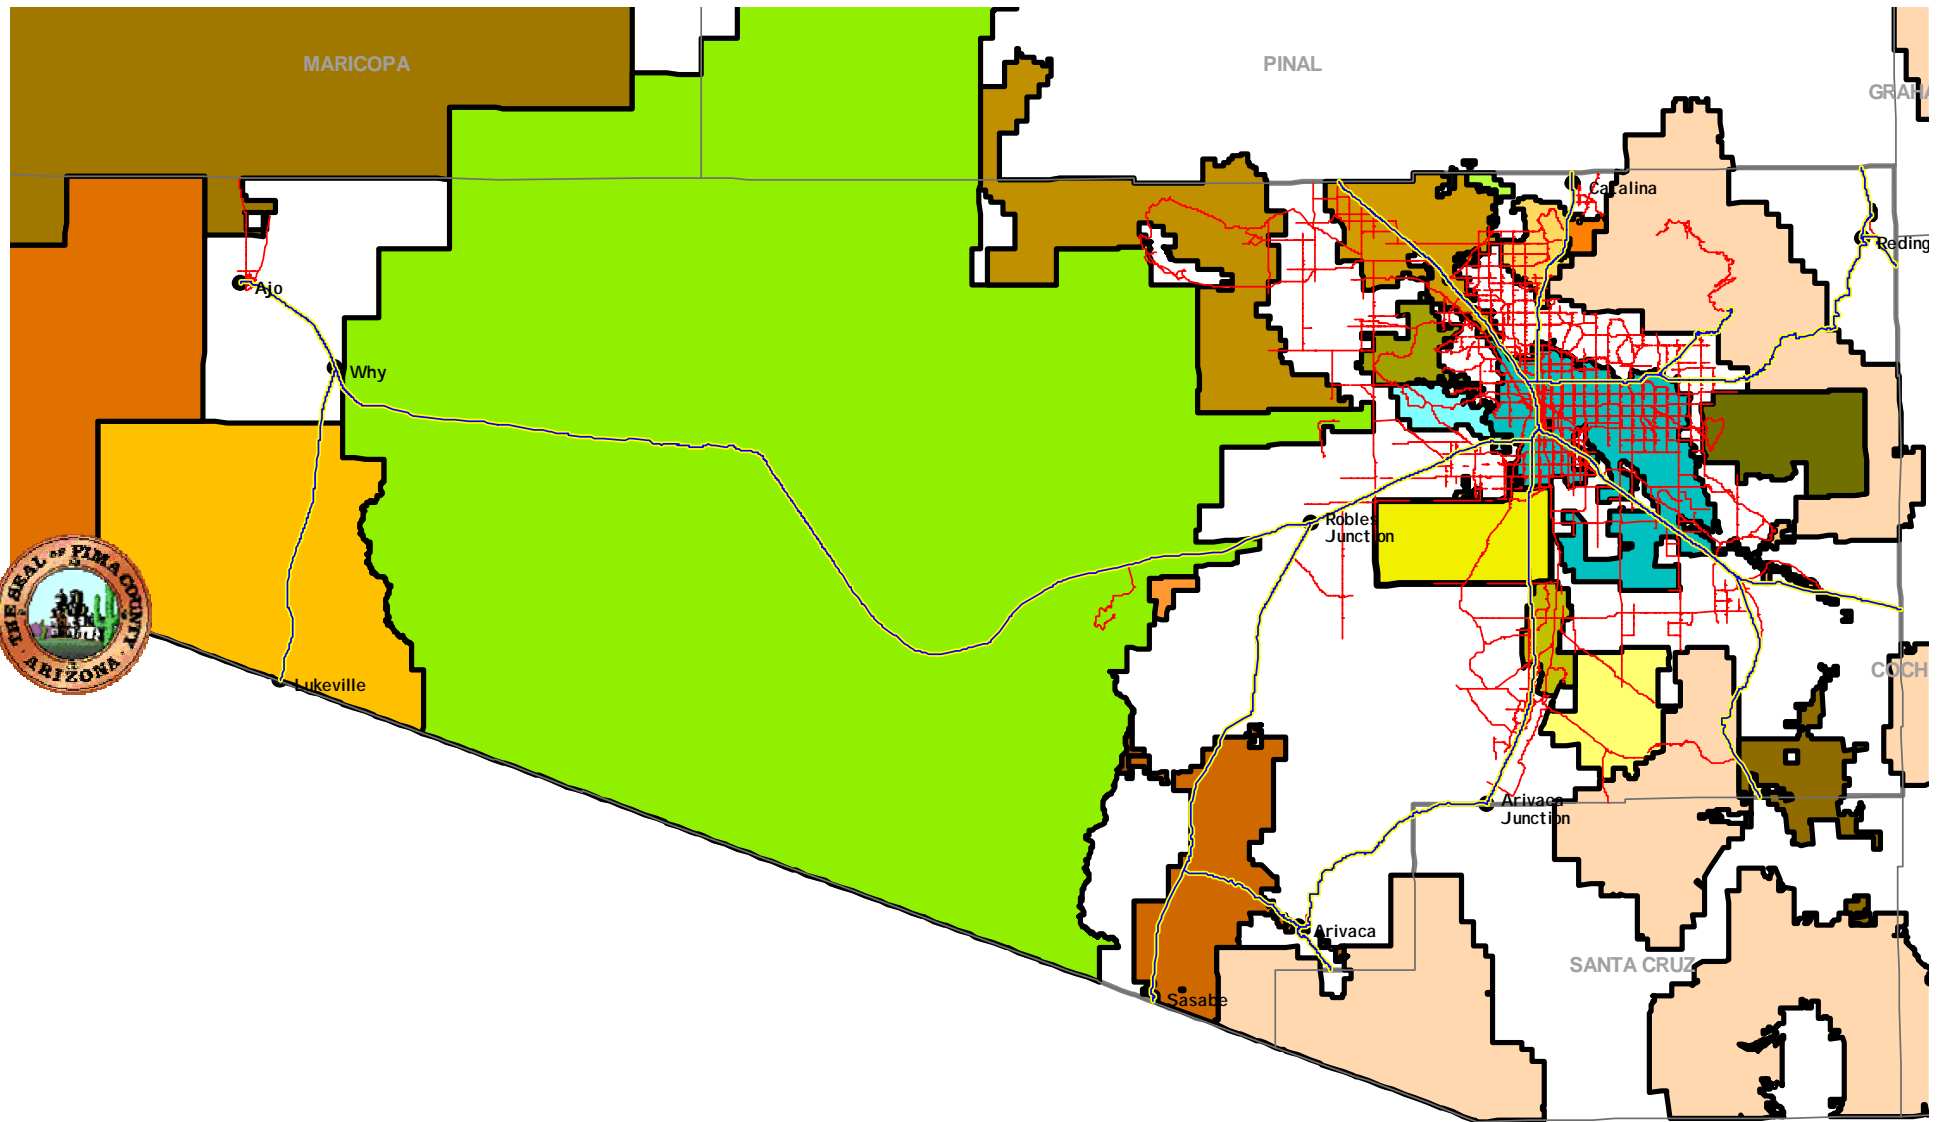 MARICOPA
PINAL
GRAHA
Catalina
Reding
Ajo
Why
Robles
Junction
THE SEAL OF PIMA COUNTY
ARIZONA
COCH
Lukeville
Arivaca
Junction
Arivaca
SANTA CRUZ
Sasabe